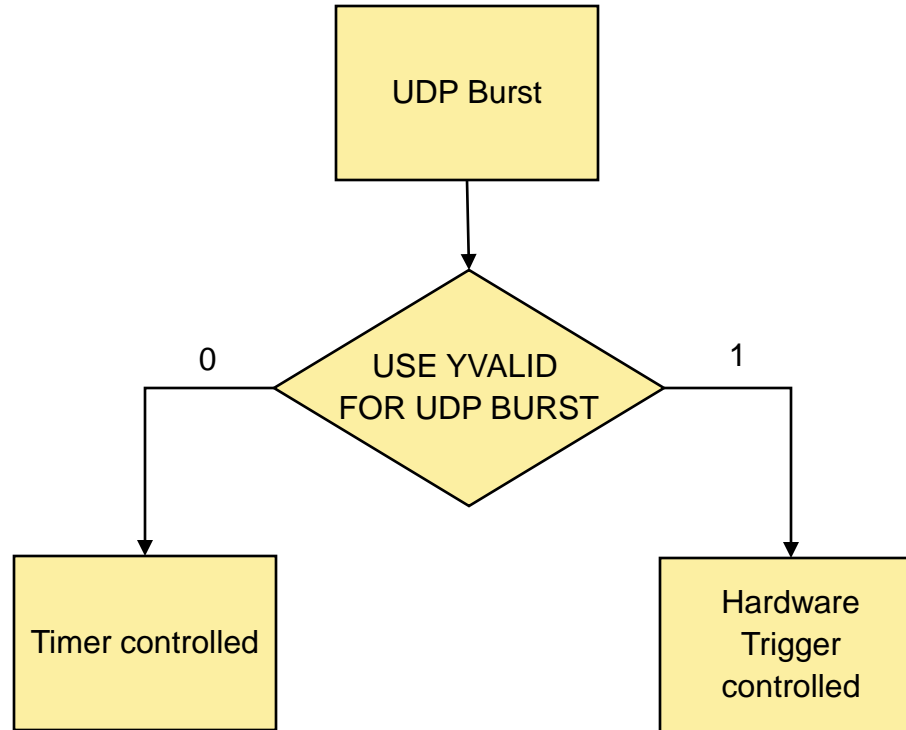 UDP Burst
USE YVALID
FOR UDP BURST
0
1
Timer controlled
Hardware
Trigger
controlled